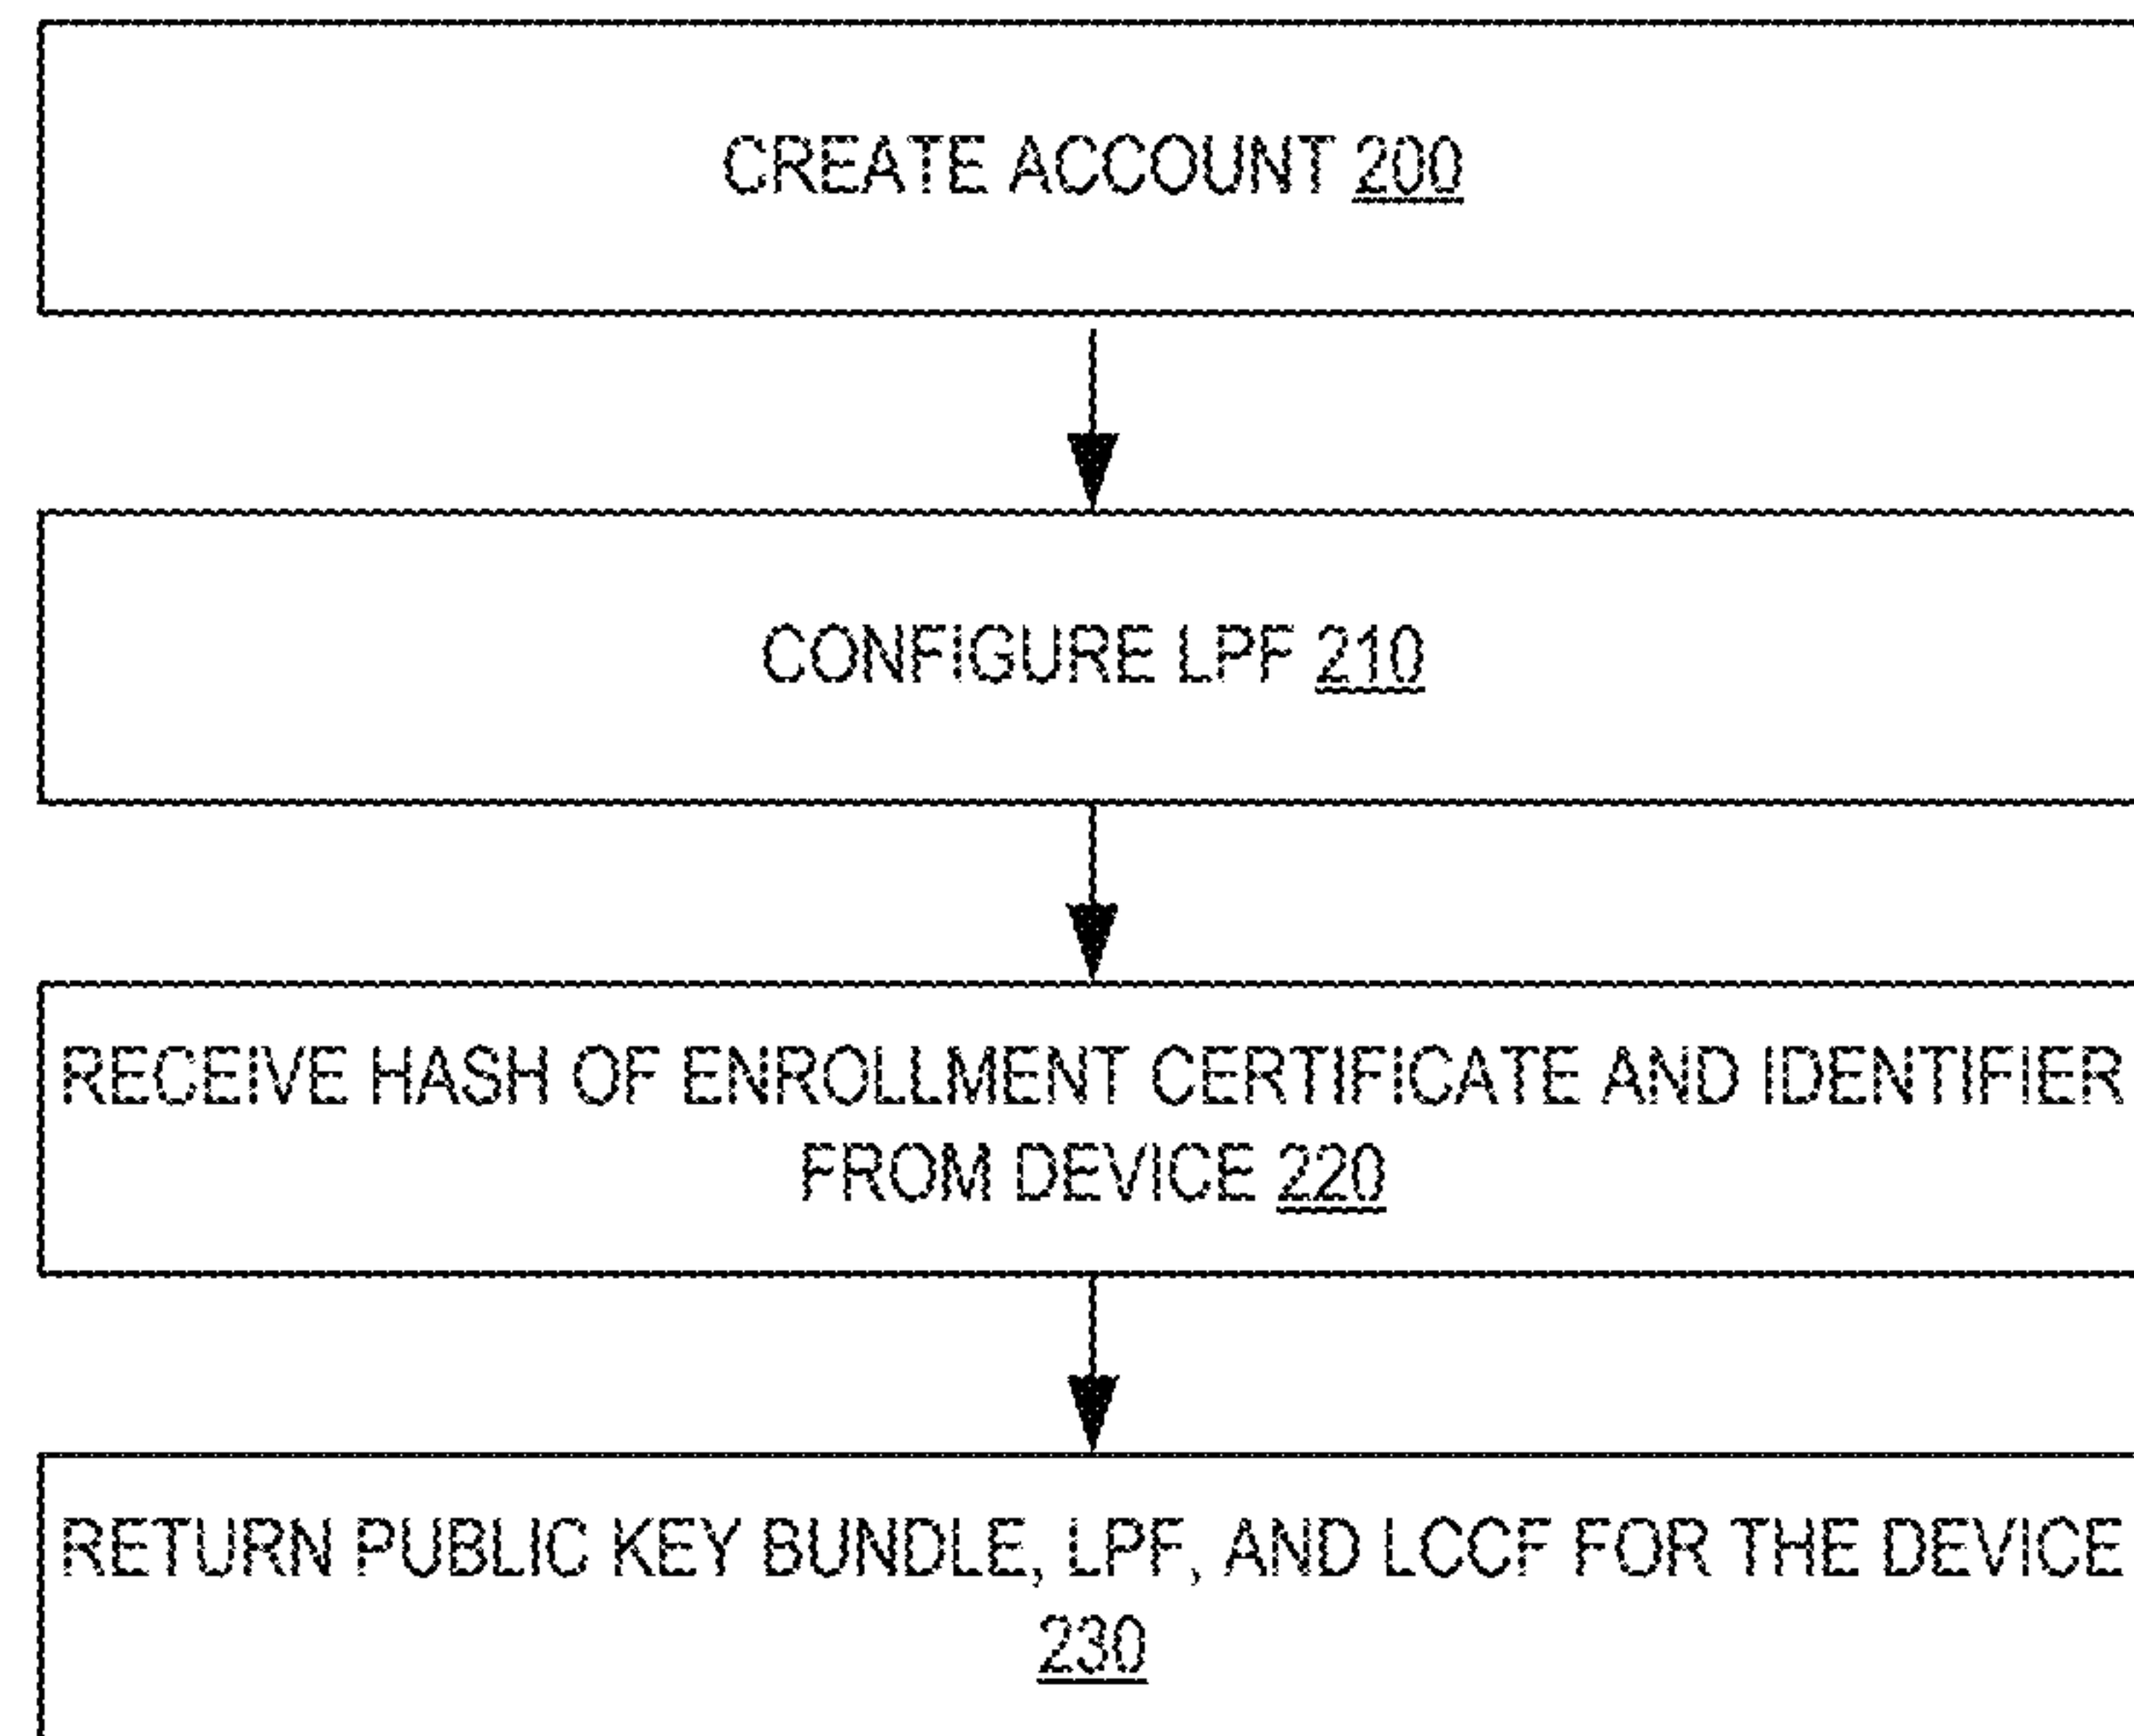 CREATE ACCOUNT 200
CONFIGURE LPF 210
RECEIVE HASH OF ENROLLMENT CERTIFICATE AND IDENTIFIER
FROM DEVICE 220
RETURN PUBLIC KEY BUNDLE, LPF, AND LCCF FOR THE DEVICE
230